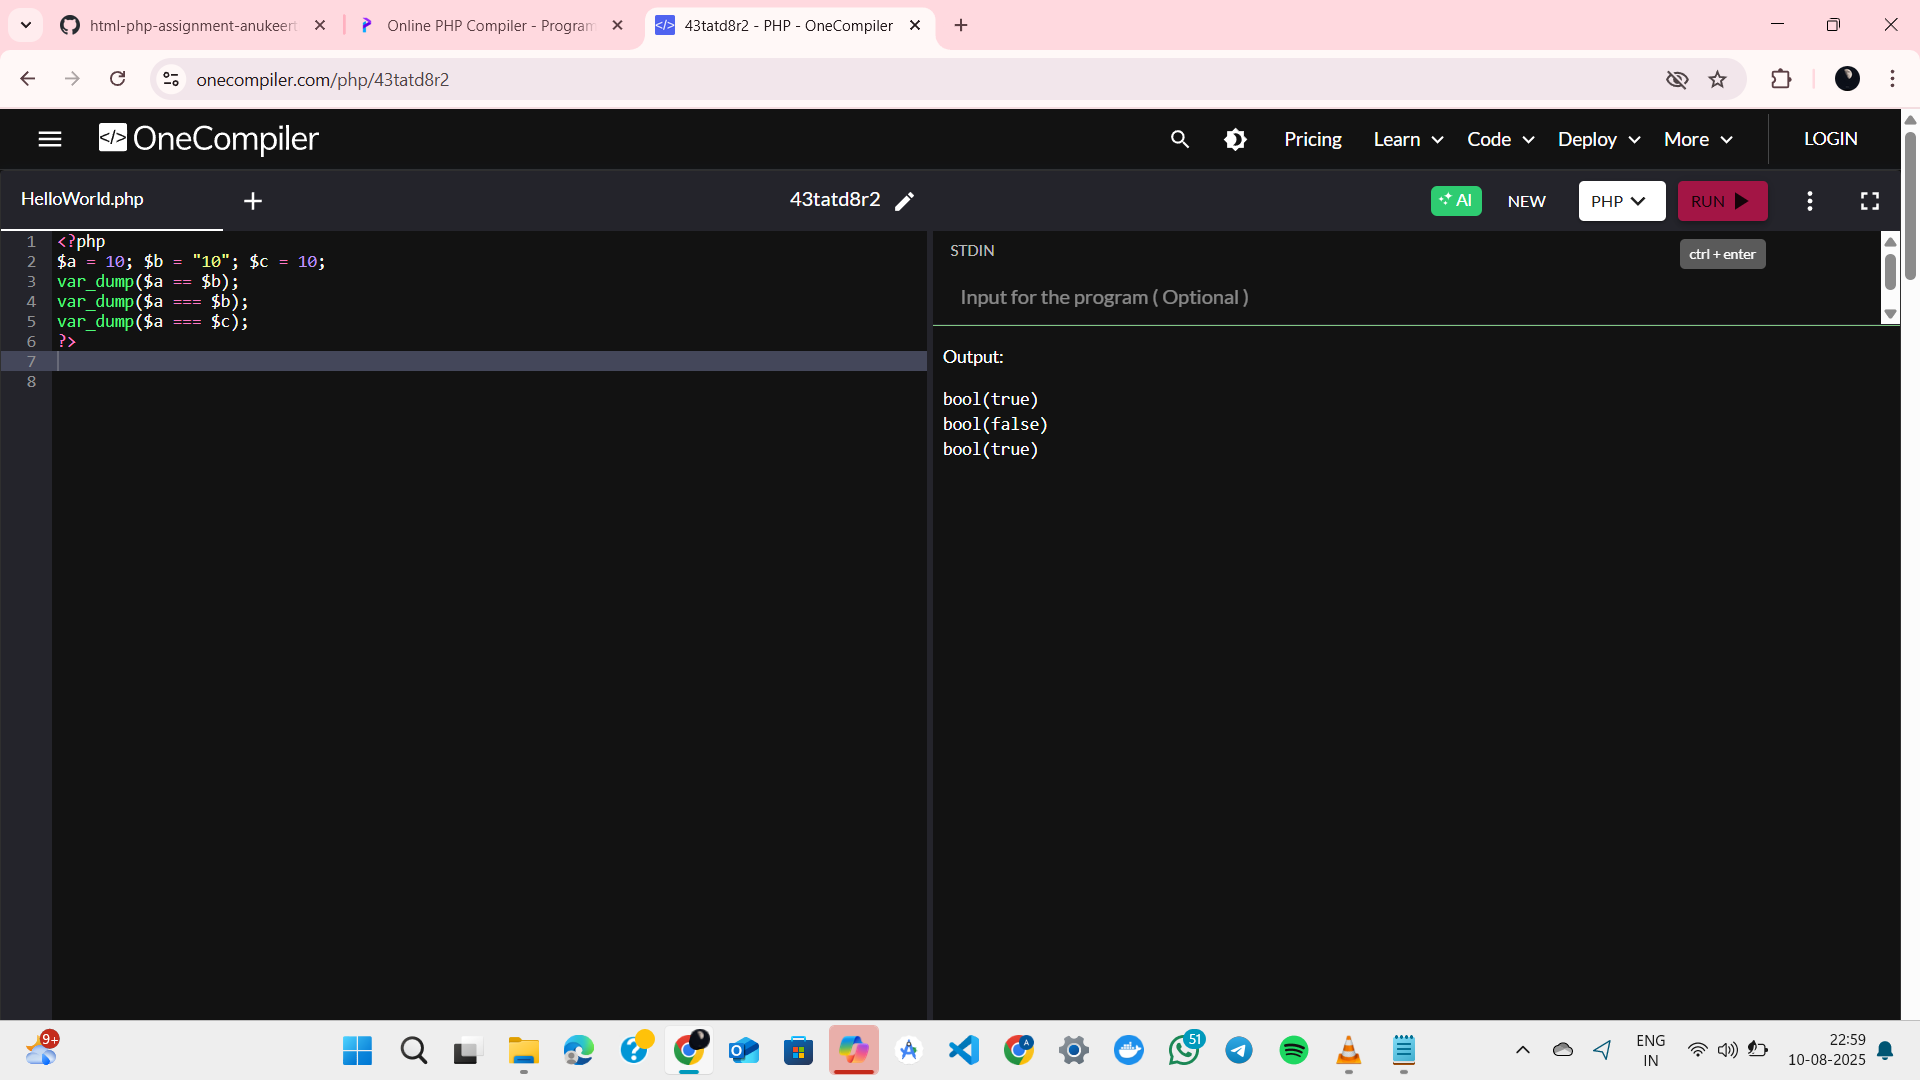 html-php-assignment-anukeert
Online PHP Compiler - Program
43tatd8r2 - PHP - OneCompiler
onecompiler.com/php/43tatd8r2
</> OneCompiler
Pricing
Learn
Code
Deploy
More
LOGIN
HelloWorld.php
43tatd8r2
AI
NEW
PHP
RUN
ctrl + enter
1 <?php
2 $a = 10; $b = "10"; $c = 10;
3 var_dump($a == $b);
4 var_dump($a === $b);
5 var_dump($a === $c);
6 ?>
7
8
STDIN
Input for the program ( Optional )
Output:
bool(true)
bool(false)
bool(true)
9+
51
ENG
IN
22:59
10-08-2025